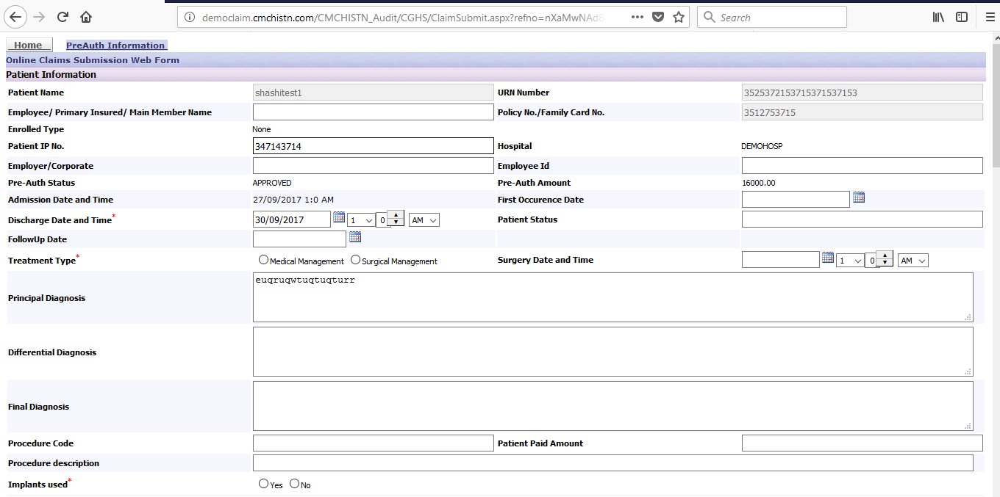 democlaim.cmchistn.com/CMCHISTN_Audit/CGHS/ClaimSubmit.aspx?refno=nXaMwNAd8 Search
Home PreAuth Information
Online Claims Submission Web Form
Patient Information
Patient Name shashitest1 URN Number 3525372153715371537153
Employee/ Primary Insured/ Main Member Name Policy No./Family Card No. 3512753715
Enrolled Type None
Patient IP No. 347143714 Hospital DEMOHOSP
Employer/Corporate Employee Id
Pre-Auth Status APPROVED Pre-Auth Amount 16000.00
Admission Date and Time 27/09/2017 1:0 AM First Occurence Date
Discharge Date and Time* 30/09/2017 1 0 AM Patient Status
FollowUp Date
Treatment Type* Medical Management Surgical Management Surgery Date and Time 1 0 AM
Principal Diagnosis euqruqwtuqtuqturr
Differential Diagnosis
Final Diagnosis
Procedure Code Patient Paid Amount
Procedure description
Implants used* Yes No